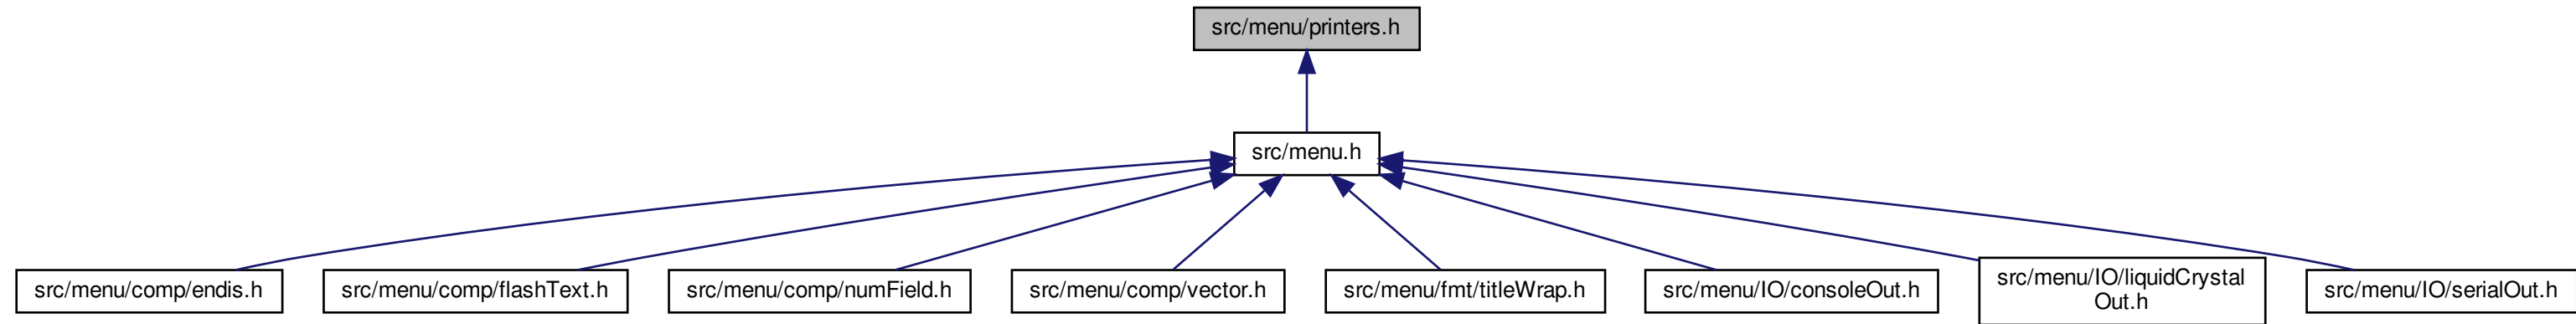 src/menu/printers.h
src/menu.h
src/menu/comp/endis.h
src/menu/comp/flashText.h
src/menu/comp/numField.h
src/menu/comp/vector.h
src/menu/fmt/titleWrap.h
src/menu/IO/consoleOut.h
src/menu/IO/liquidCrystal
Out.h
src/menu/IO/serialOut.h